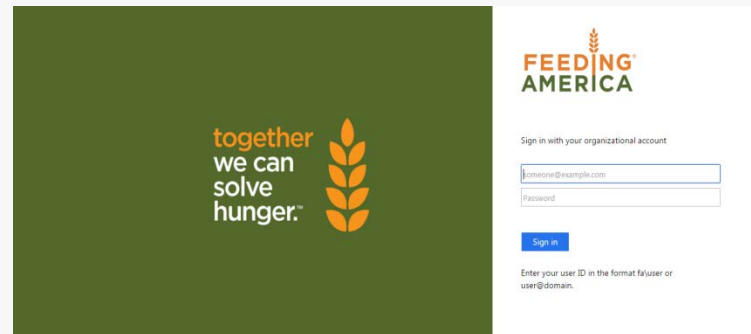 together
we can
solve
hunger.™
FEEDING®
AMERICA
Sign in with your organizational account
someone@example.com
Password
Sign in
Enter your user ID in the format fa\user or
user@domain.